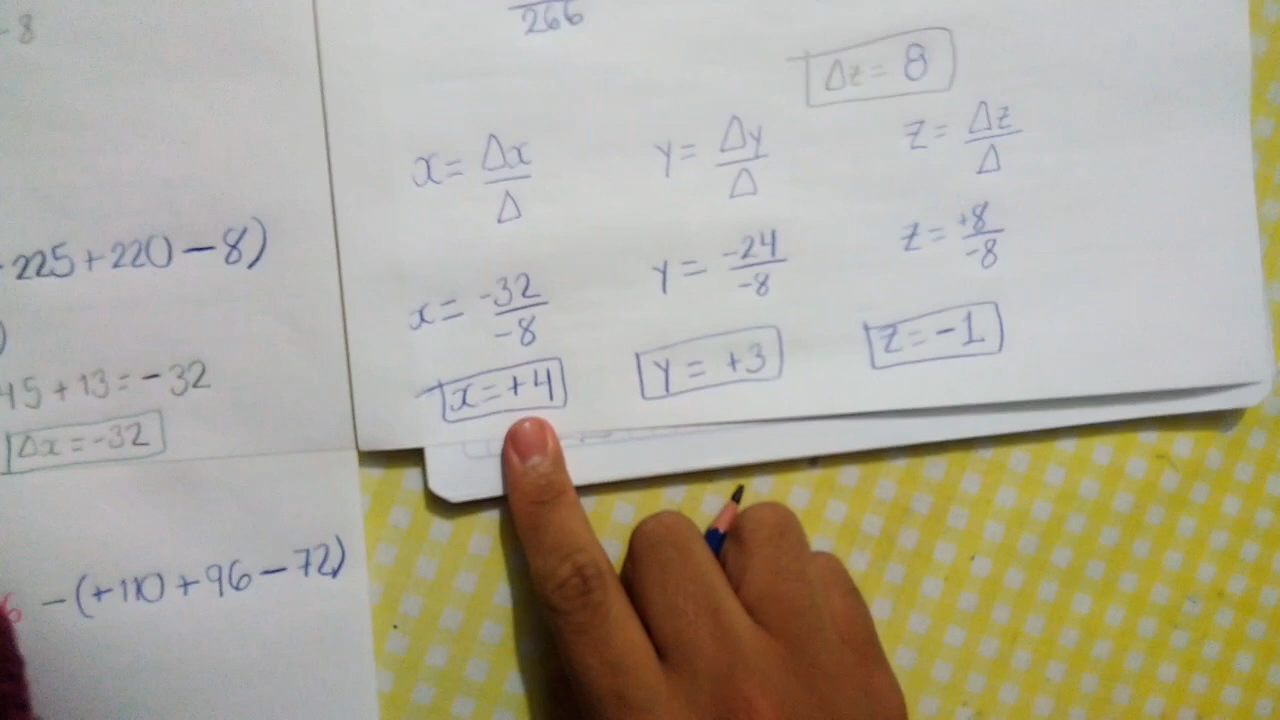 -8
-225+220-8)
)
45+13=-32
Δx=-32
-(+110+96-72)
266
Δz= 8
x= Δx/Δ y= Δy/Δ z= Δz/Δ
x= -32/-8 y= -24/-8 z= +8/-8
x=+4 y= +3 z= -1